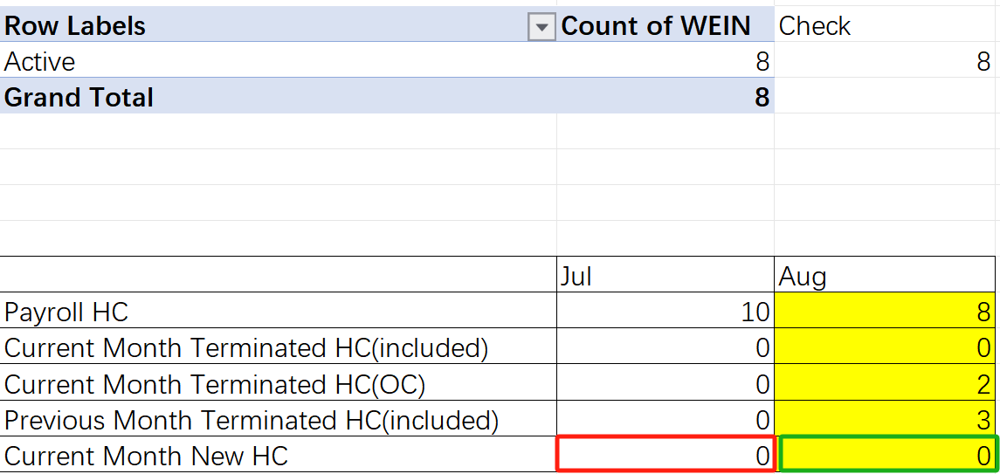 Row Labels Count of WEIN Check
Active 8 8
Grand Total 8
Jul Aug
Payroll HC 10 8
Current Month Terminated HC(included) 0 0
Current Month Terminated HC(OC) 0 2
Previous Month Terminated HC(included) 0 3
Current Month New HC 0 0